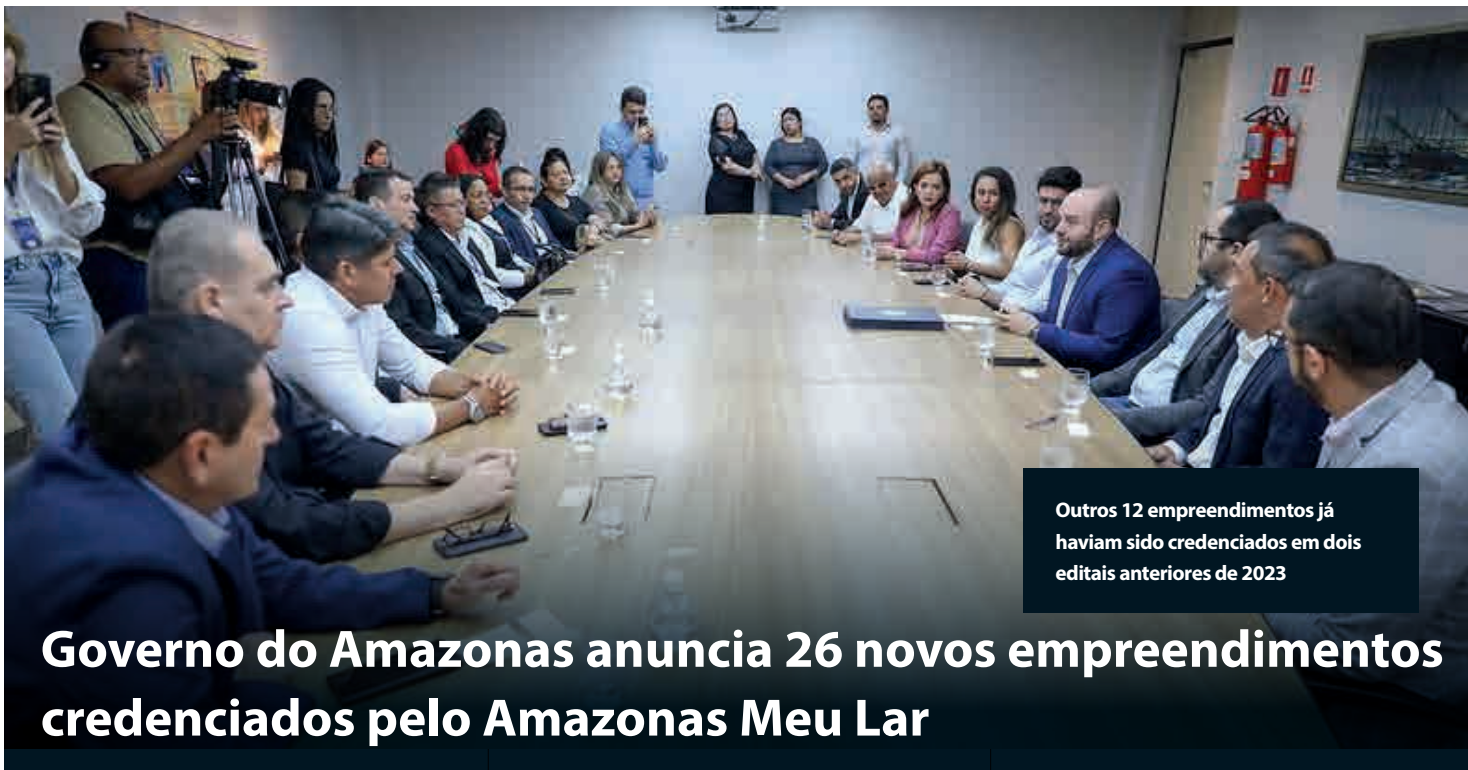 Outros 12 empreendimentos já
haviam sido credenciados em dois
editais anteriores de 2023
Governo do Amazonas anuncia 26 novos empreendimentos
credenciados pelo Amazonas Meu Lar